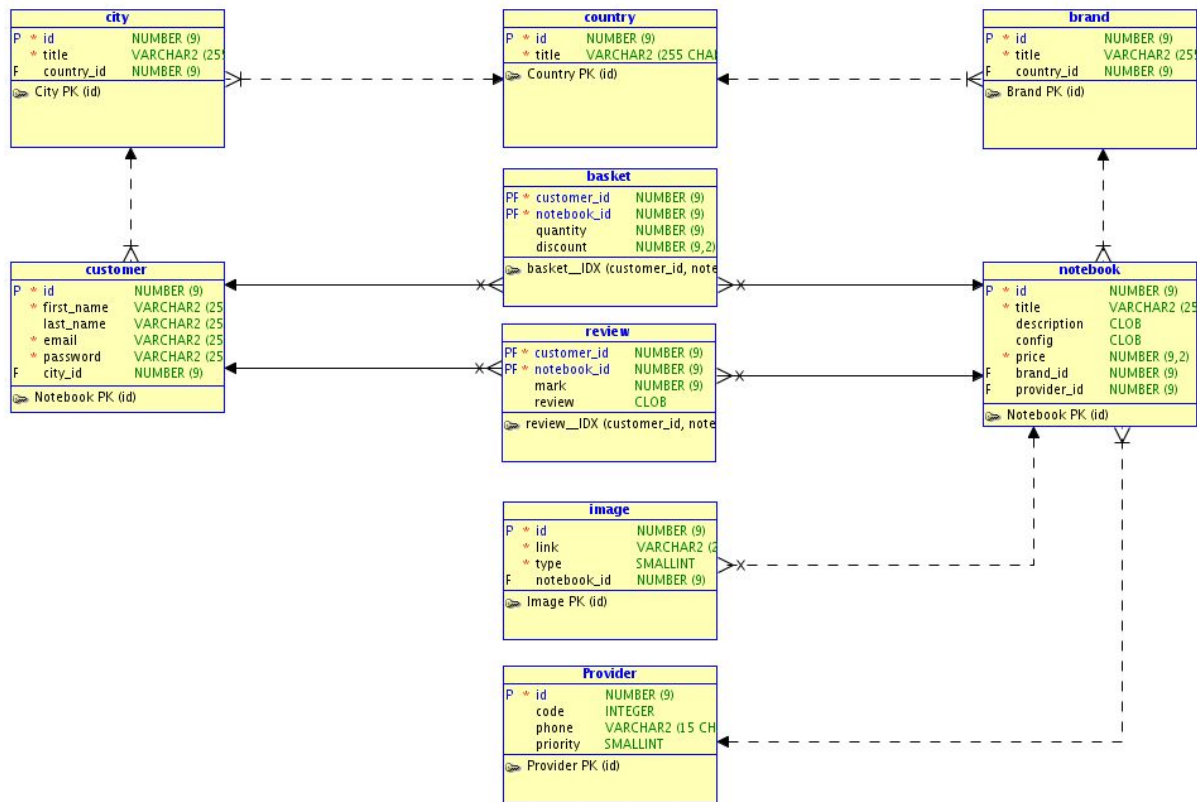 city
P * id NUMBER (9)
* title VARCHAR2 (25
F country_id NUMBER (9)
City PK (id)
country
P * id NUMBER (9)
* title VARCHAR2 (255 CHA
Country PK (id)
brand
P * id NUMBER (9)
* title VARCHAR2 (25
F country_id NUMBER (9)
Brand PK (id)
basket
PF * customer_id NUMBER (9)
PF * notebook_id NUMBER (9)
quantity NUMBER (9)
discount NUMBER (9,2)
basket__IDX (customer_id, note
customer
P * id NUMBER (9)
* first_name VARCHAR2 (25
last_name VARCHAR2 (25
* email VARCHAR2 (25
* password VARCHAR2 (25
F city_id NUMBER (9)
Notebook PK (id)
review
PF * customer_id NUMBER (9)
PF * notebook_id NUMBER (9)
mark NUMBER (9)
review CLOB
review__IDX (customer_id, note
notebook
P * id NUMBER (9)
* title VARCHAR2 (25
description CLOB
config CLOB
* price NUMBER (9,2)
F brand_id NUMBER (9)
F provider_id NUMBER (9)
Notebook PK (id)
image
P * id NUMBER (9)
* link VARCHAR2 (2
* type SMALLINT
F notebook_id NUMBER (9)
Image PK (id)
Provider
P * id NUMBER (9)
code INTEGER
phone VARCHAR2 (15 CH
priority SMALLINT
Provider PK (id)